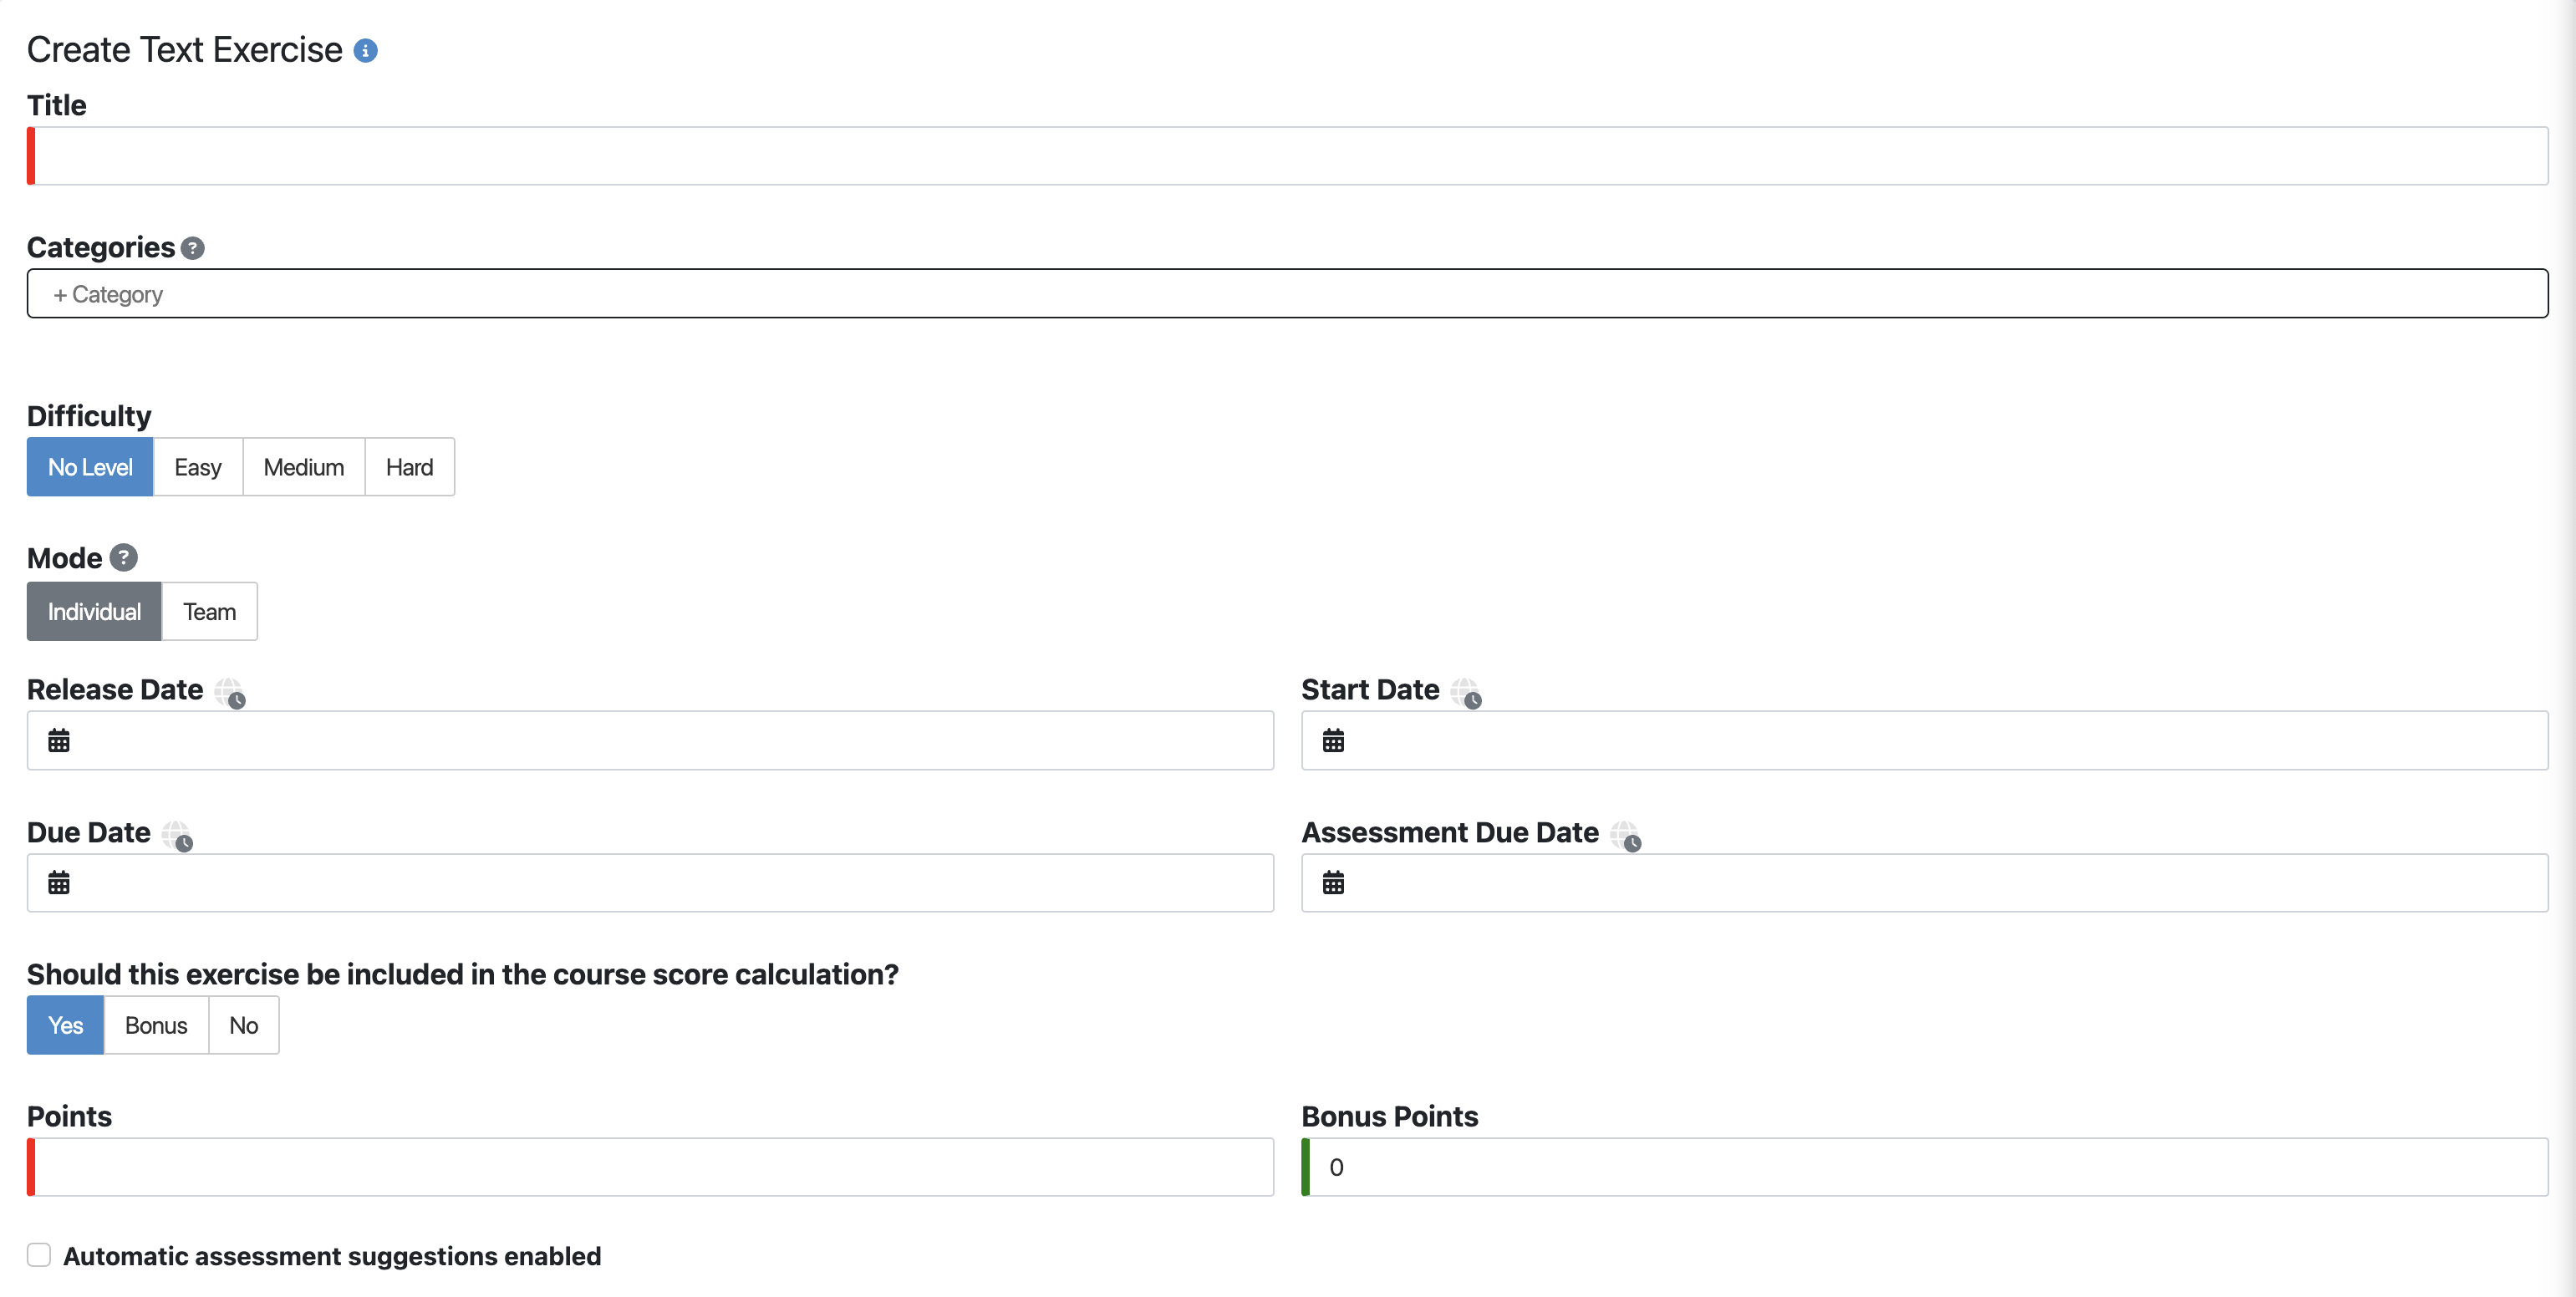 Create Text Exercise
Title
Categories
+ Category
Difficulty
No Level Easy Medium Hard
Mode
Individual Team
Release Date Start Date
Due Date Assessment Due Date
Should this exercise be included in the course score calculation?
Yes Bonus No
Points Bonus Points
0
Automatic assessment suggestions enabled